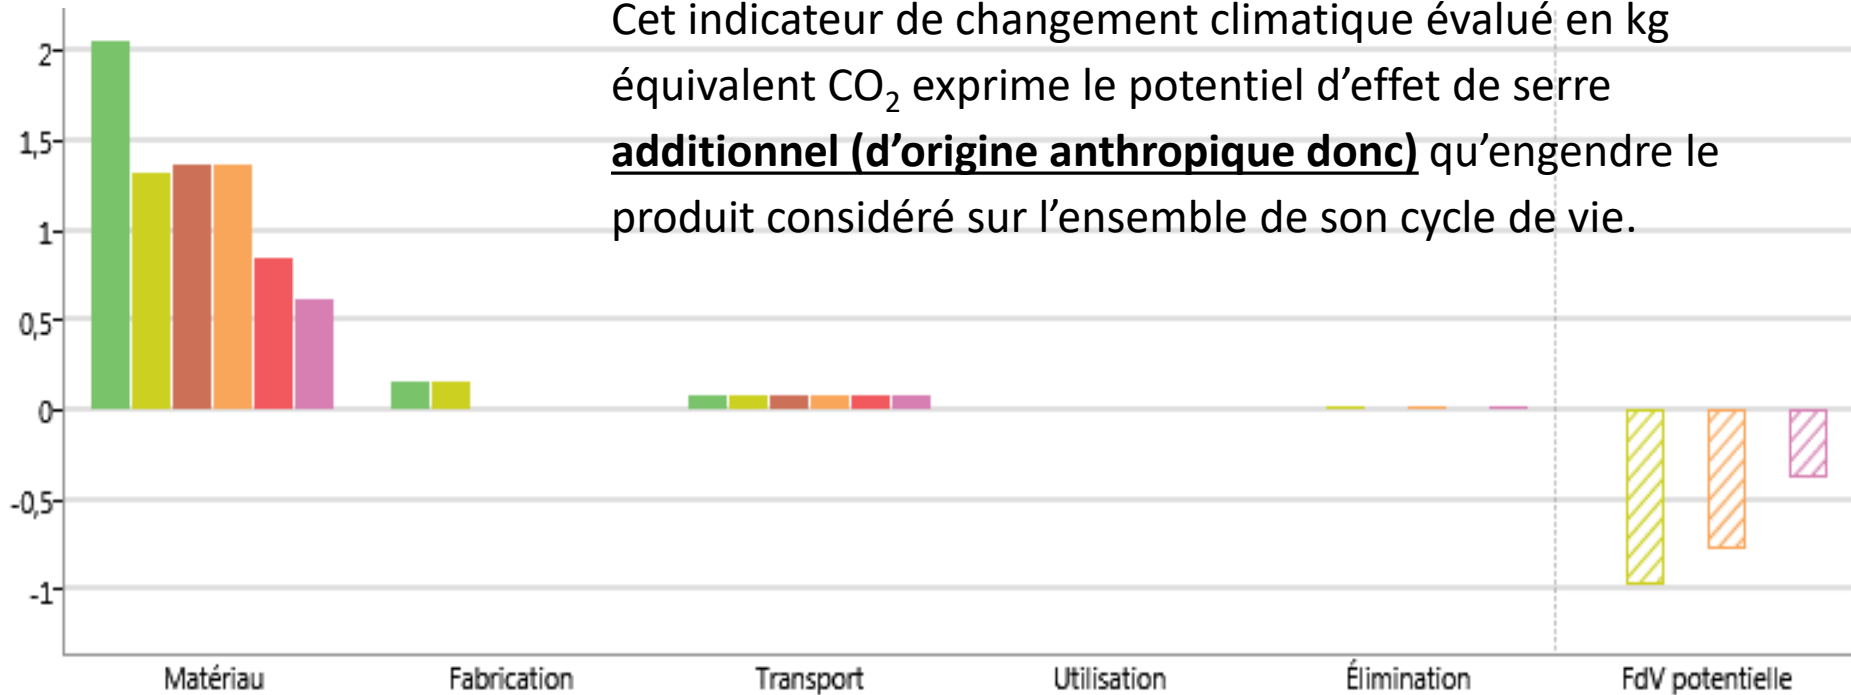 Cet indicateur de changement climatique évalué en kg
équivalent CO₂ exprime le potentiel d’effet de serre
additionnel (d’origine anthropique donc) qu’engendre le
produit considéré sur l’ensemble de son cycle de vie.
2
1,5
1
0,5
0
-0,5
-1
Matériau Fabrication Transport Utilisation Élimination FdV potentielle